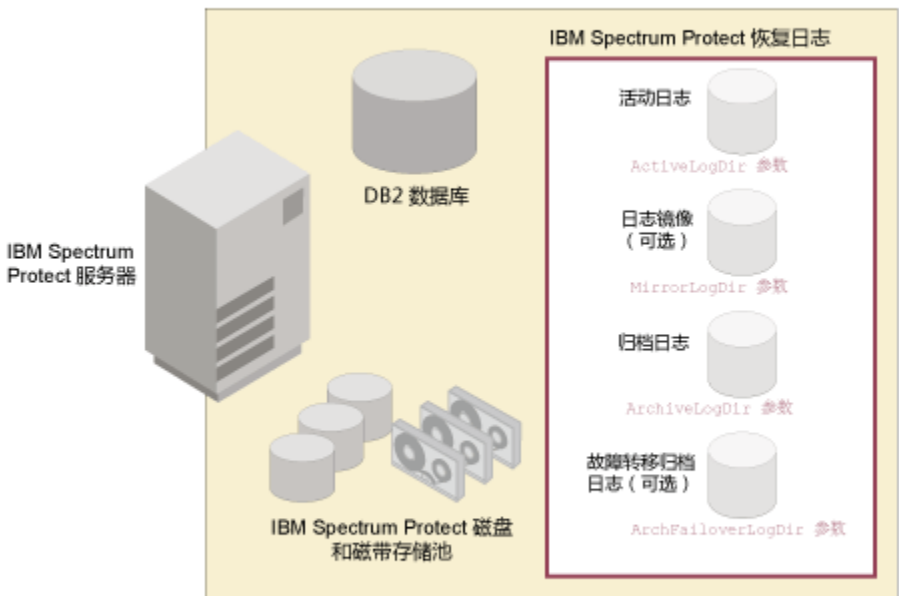 IBM Spectrum Protect 恢复日志
活动日志
ActiveLogDir 参数
DB2 数据库
日志镜像
（可选）
MirrorLogDir 参数
IBM Spectrum
Protect 服务器
归档日志
ArchiveLogDir 参数
故障转移归档
日志（可选）
ArchFailoverLogDir 参数
IBM Spectrum Protect 磁盘
和磁带存储池